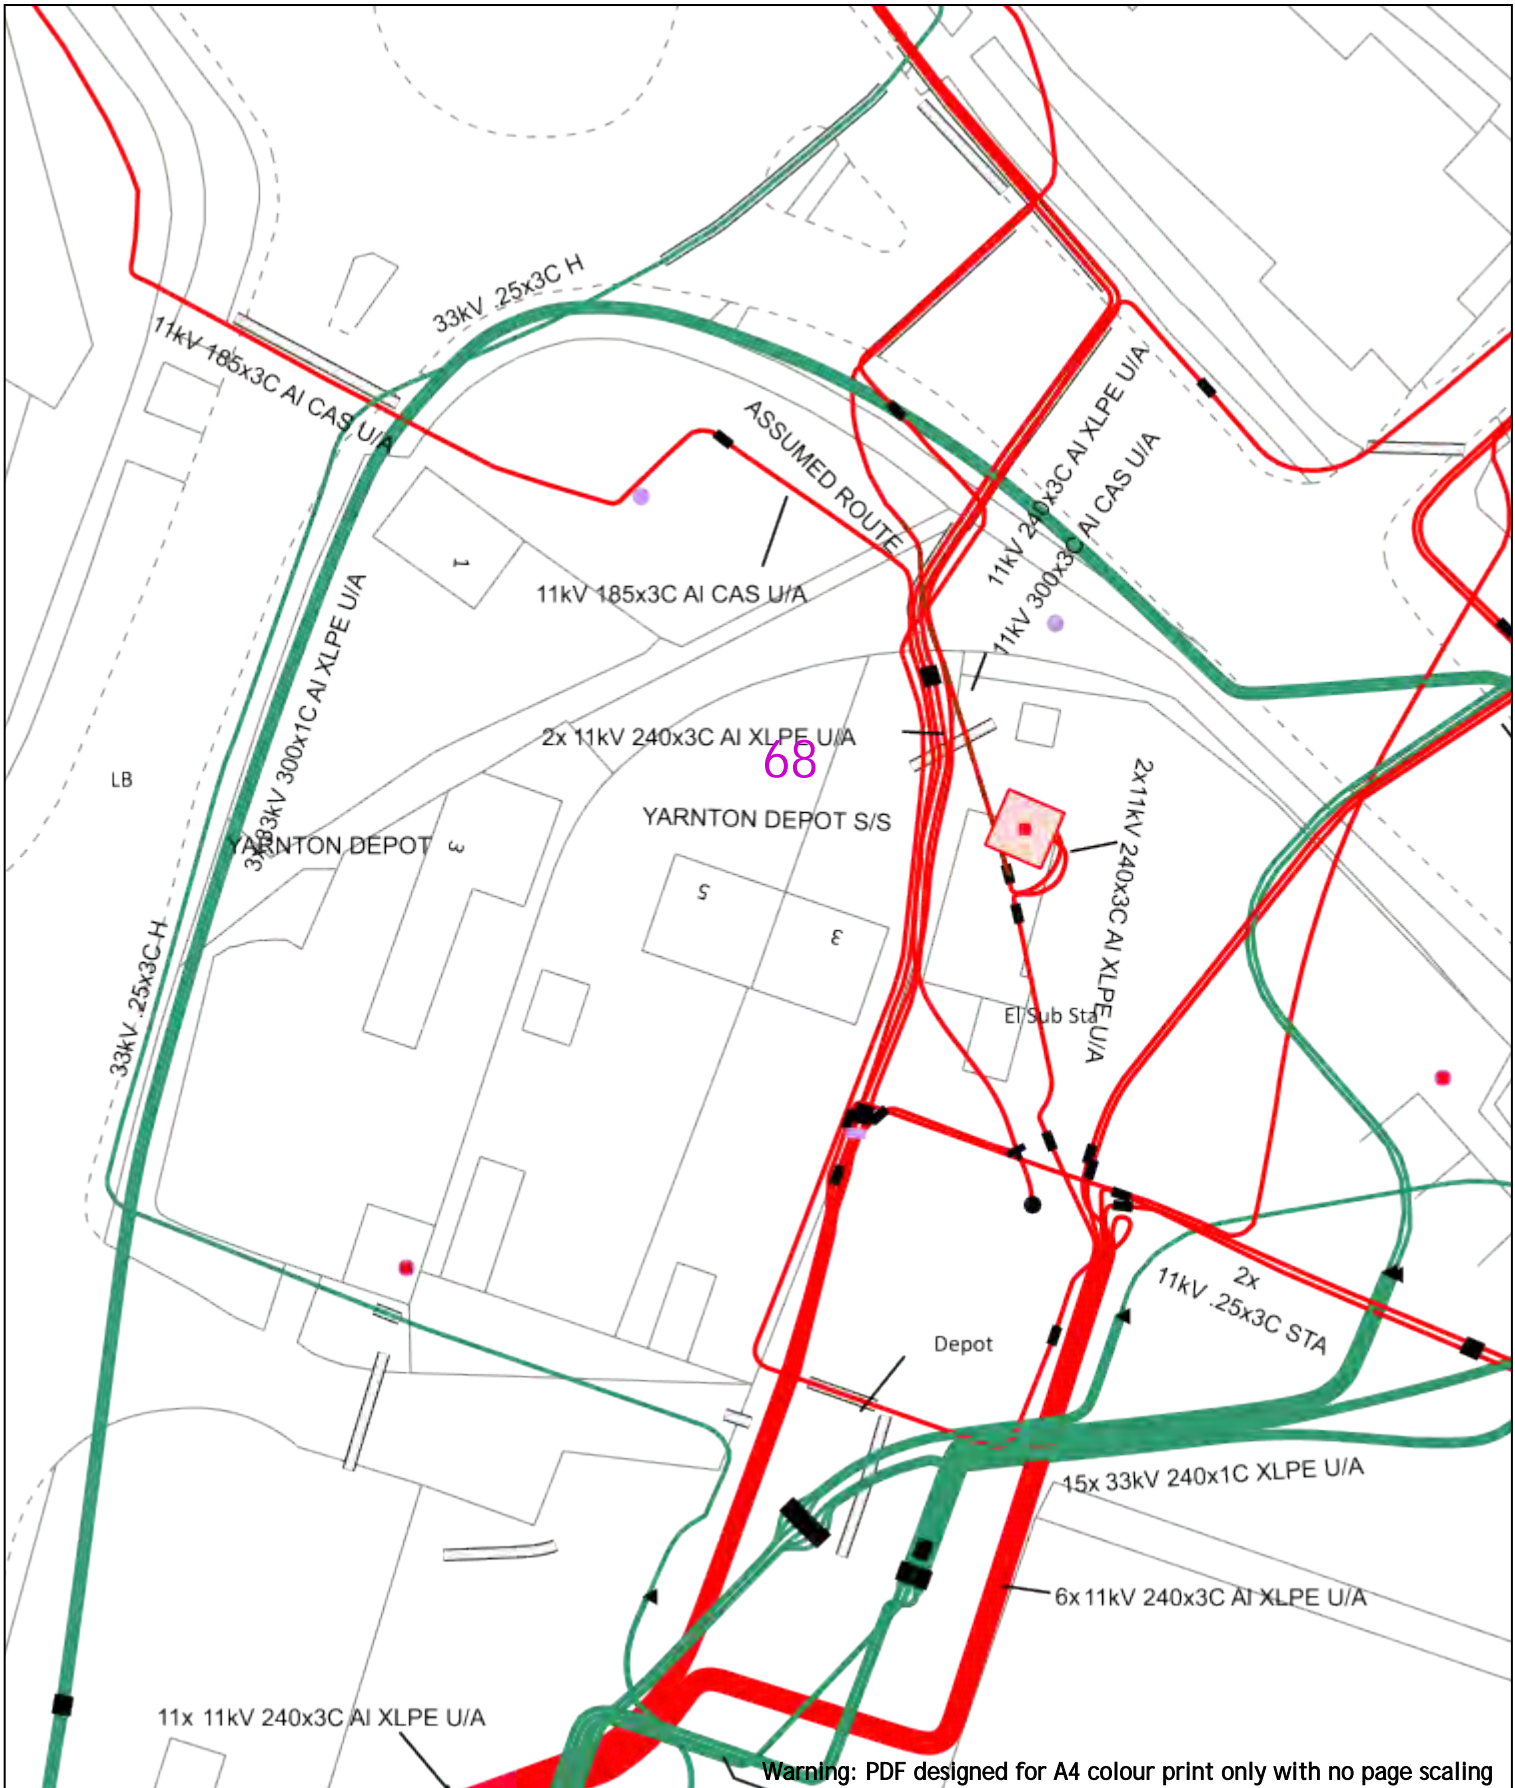 33kV .25x3C H
11kV 185x3C Al CAS U/A
ASSUMED ROUTE
11kV 240x3C Al XLPE U/A
11kV 300x3C Al CAS U/A
1
11kV 185x3C Al CAS U/A
3x 33kV 300x1C Al XLPE U/A
2x 11kV 240x3C Al XLPE U/A
68
LB
YARNTON DEPOT S/S
YARNTON DEPOT
3
2x11kV 240x3C Al XLPE U/A
5
3
33kV .25x3C H
El Sub Sta
2x
11kV .25x3C STA
Depot
15x 33kV 240x1C XLPE U/A
6x 11kV 240x3C Al XLPE U/A
11x 11kV 240x3C Al XLPE U/A
Warning: PDF designed for A4 colour print only with no page scaling